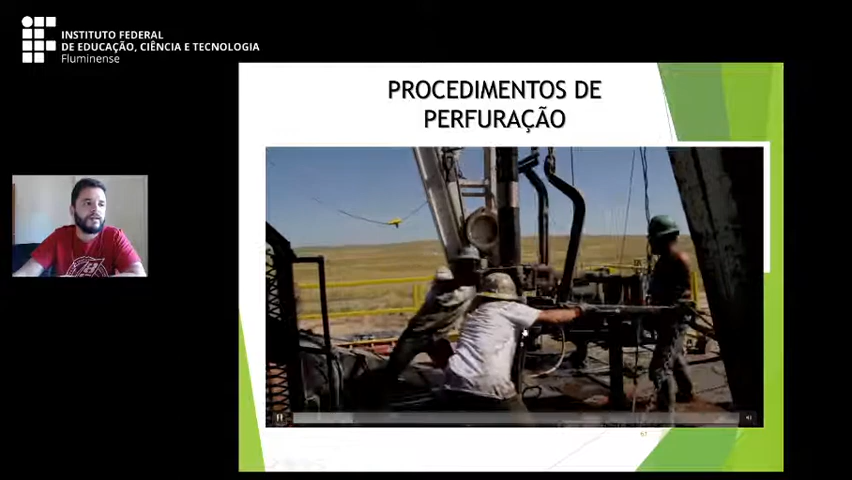 INSTITUTO FEDERAL
DE EDUCAÇÃO, CIÊNCIA E TECNOLOGIA
Fluminense
PROCEDIMENTOS DE
PERFURAÇÃO